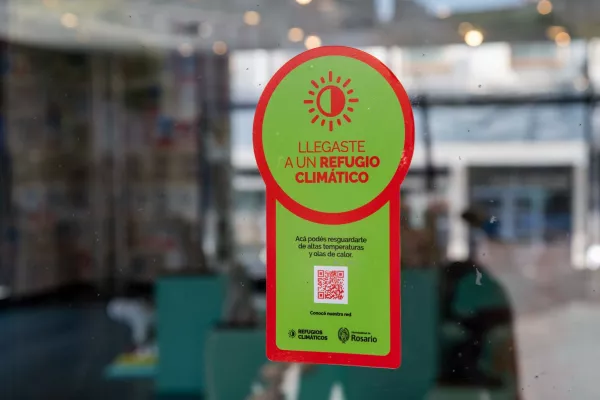 LLEGASTE
A UN REFUGIO
CLIMÁTICO
Acá podés resguardarte
de altas temperaturas
y olas de calor.
Conocé nuestra red
REFUGIOS
CLIMÁTICOS
Rosario